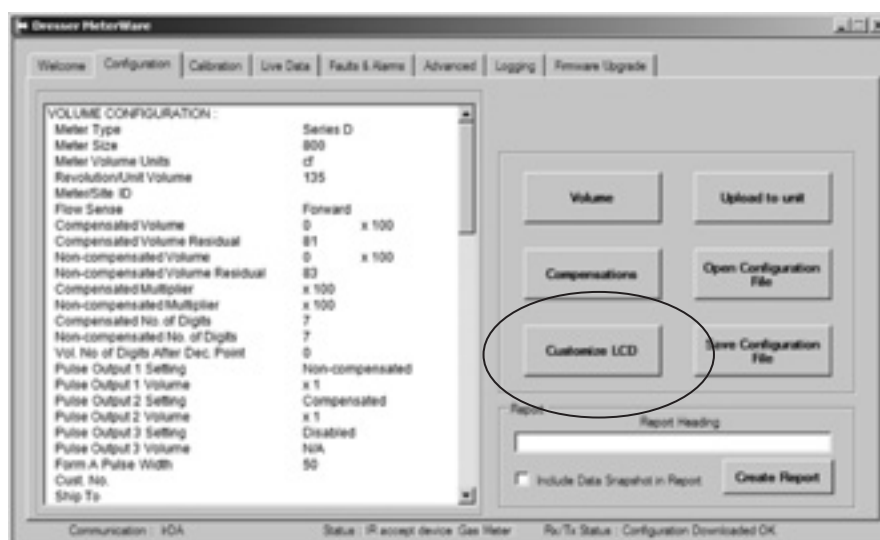 Dresser MeterWare
Welcome Configuration Calibration Live Data Faults & Alarms Advanced Logging Firmware Upgrade
VOLUME CONFIGURATION :
Meter Type Series D
Meter Size 800
Meter Volume Units cf
Revolution/Unit Volume 135
Meter/Site ID
Flow Sense Forward
Compensated Volume 0 x 100
Compensated Volume Residual 81
Non-compensated Volume 0 x 100
Non-compensated Volume Residual 83
Compensated Multiplier x 100
Non-compensated Multiplier x 100
Compensated No. of Digits 7
Non-compensated No. of Digits 7
Vol. No of Digits After Dec. Point 0
Pulse Output 1 Setting Non-compensated
Pulse Output 1 Volume x 1
Pulse Output 2 Setting Compensated
Pulse Output 2 Volume x 1
Pulse Output 3 Setting Disabled
Pulse Output 3 Volume N/A
Form A Pulse Width 50
Cust. No.
Ship To
Volume
Upload to unit
Compensations
Open Configuration
File
Customize LCD
Save Configuration
File
Report
Report Heading
Include Data Snapshot in Report
Create Report
Communication : IrDA Status : IR accept device Gas Meter Rx/Tx Status : Configuration Downloaded OK